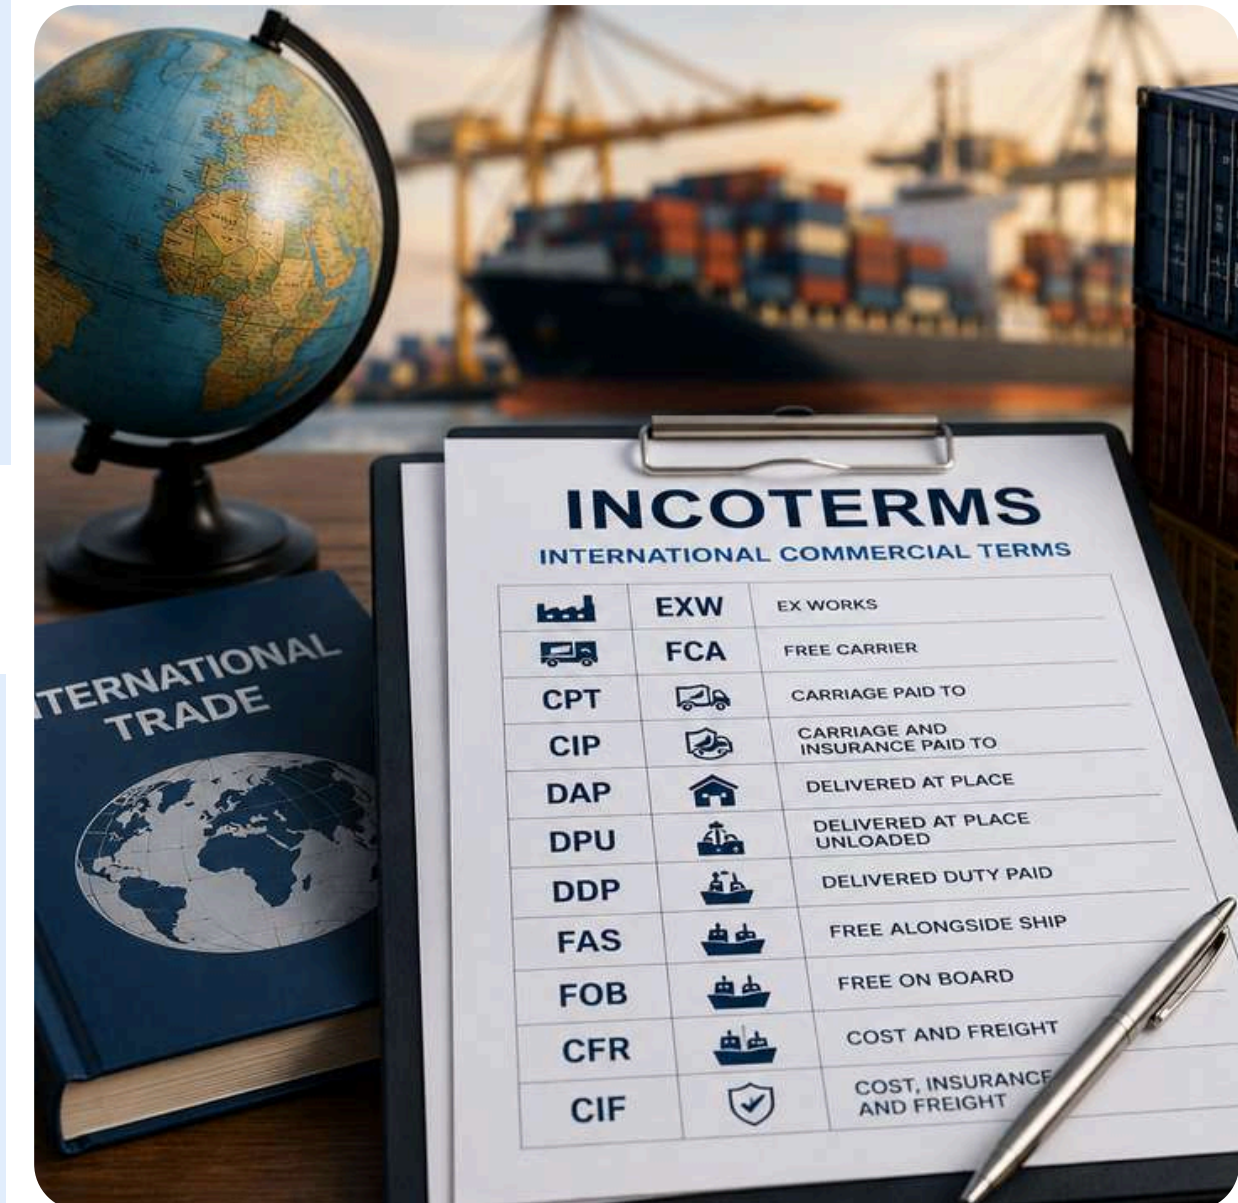 INCOTERMS
INTERNATIONAL COMMERCIAL TERMS
EXW EX WORKS
FCA FREE CARRIER
CPT CARRIAGE PAID TO
CIP CARRIAGE AND
INSURANCE PAID TO
DAP DELIVERED AT PLACE
DPU DELIVERED AT PLACE
UNLOADED
DDP DELIVERED DUTY PAID
FAS FREE ALONGSIDE SHIP
FOB FREE ON BOARD
CFR COST AND FREIGHT
CIF COST, INSURANCE
AND FREIGHT
NTERNATIONAL
TRADE